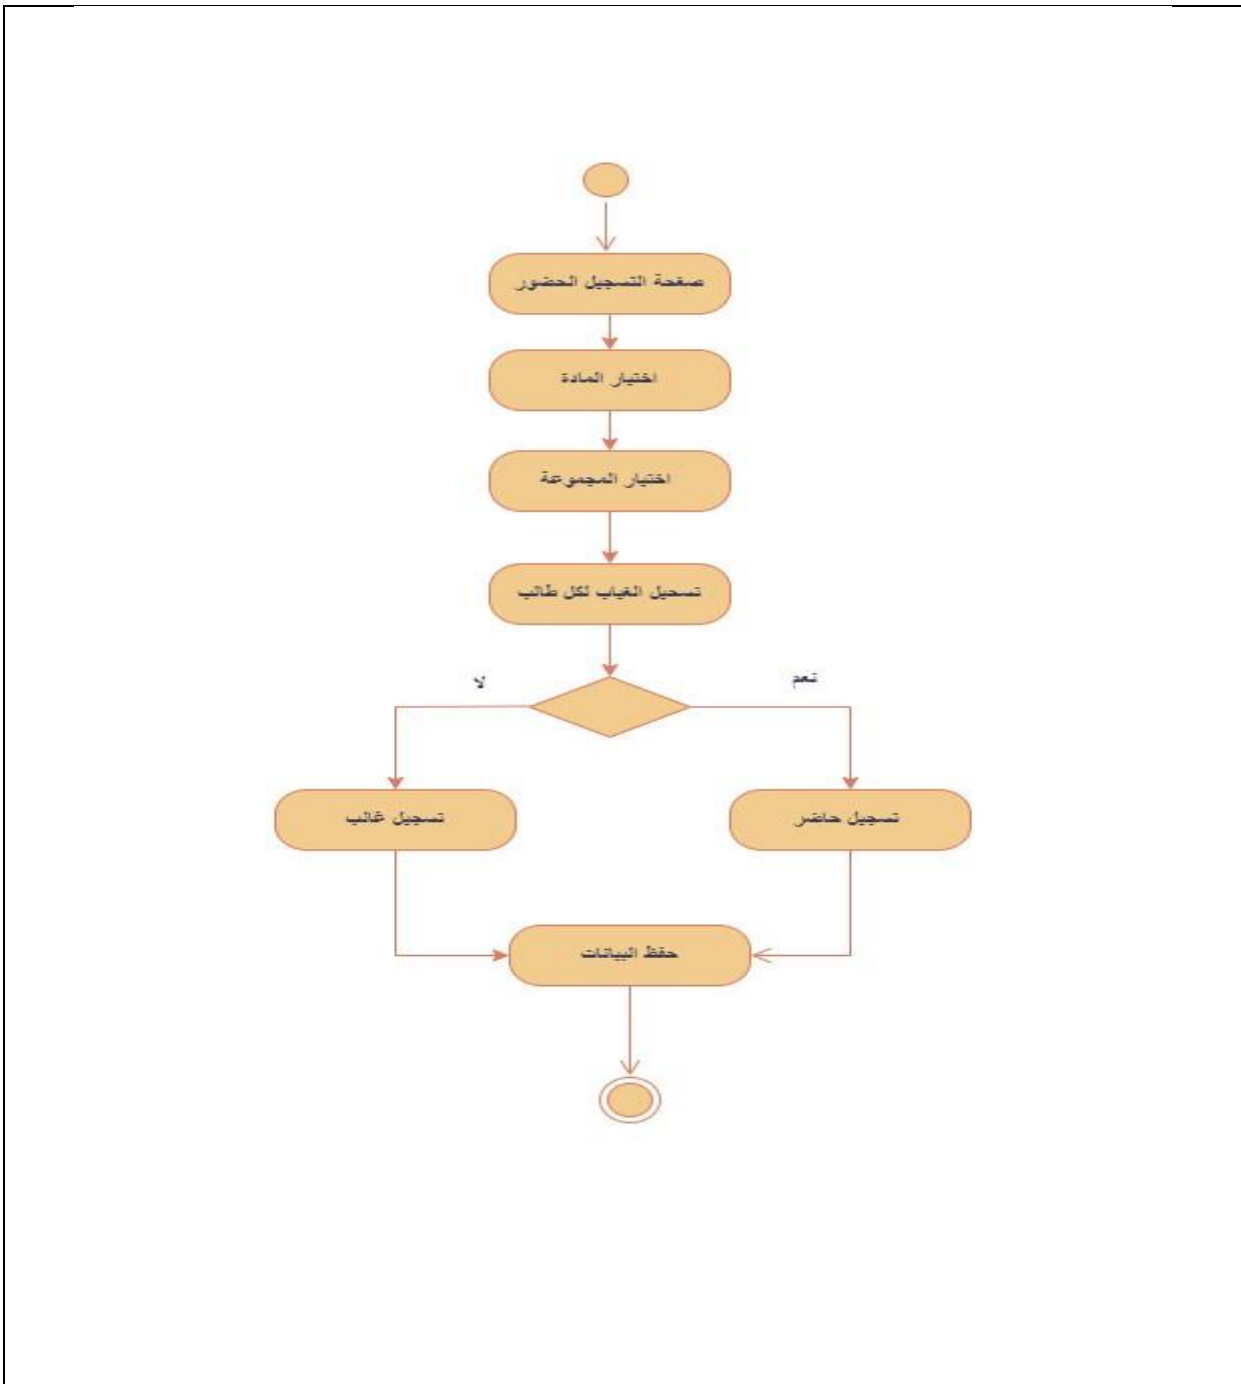 صفحة التسجيل الحضور
اختيار المادة
اختيار المجموعة
تسجيل الغياب لكل طالب
نعم
لا
تسجيل حاضر
تسجيل غائب
حفظ البيانات